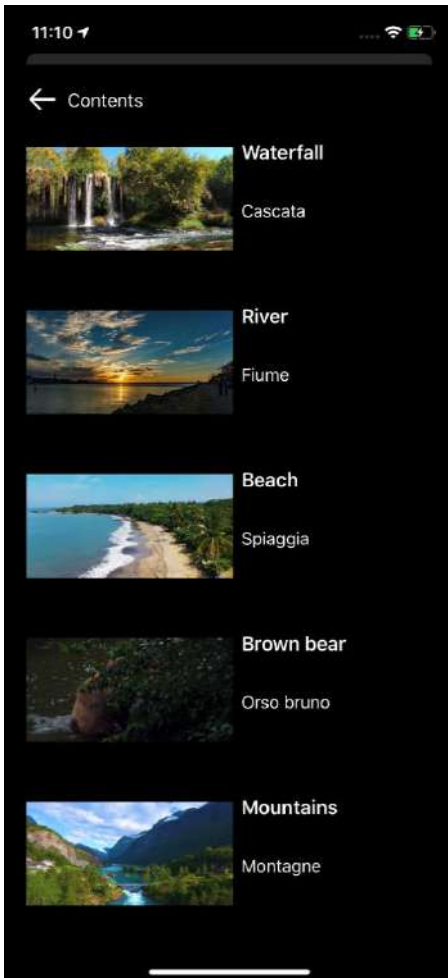 11:10
Contents
Waterfall
Cascata
River
Fiume
Beach
Spiaggia
Brown bear
Orso bruno
Mountains
Montagne